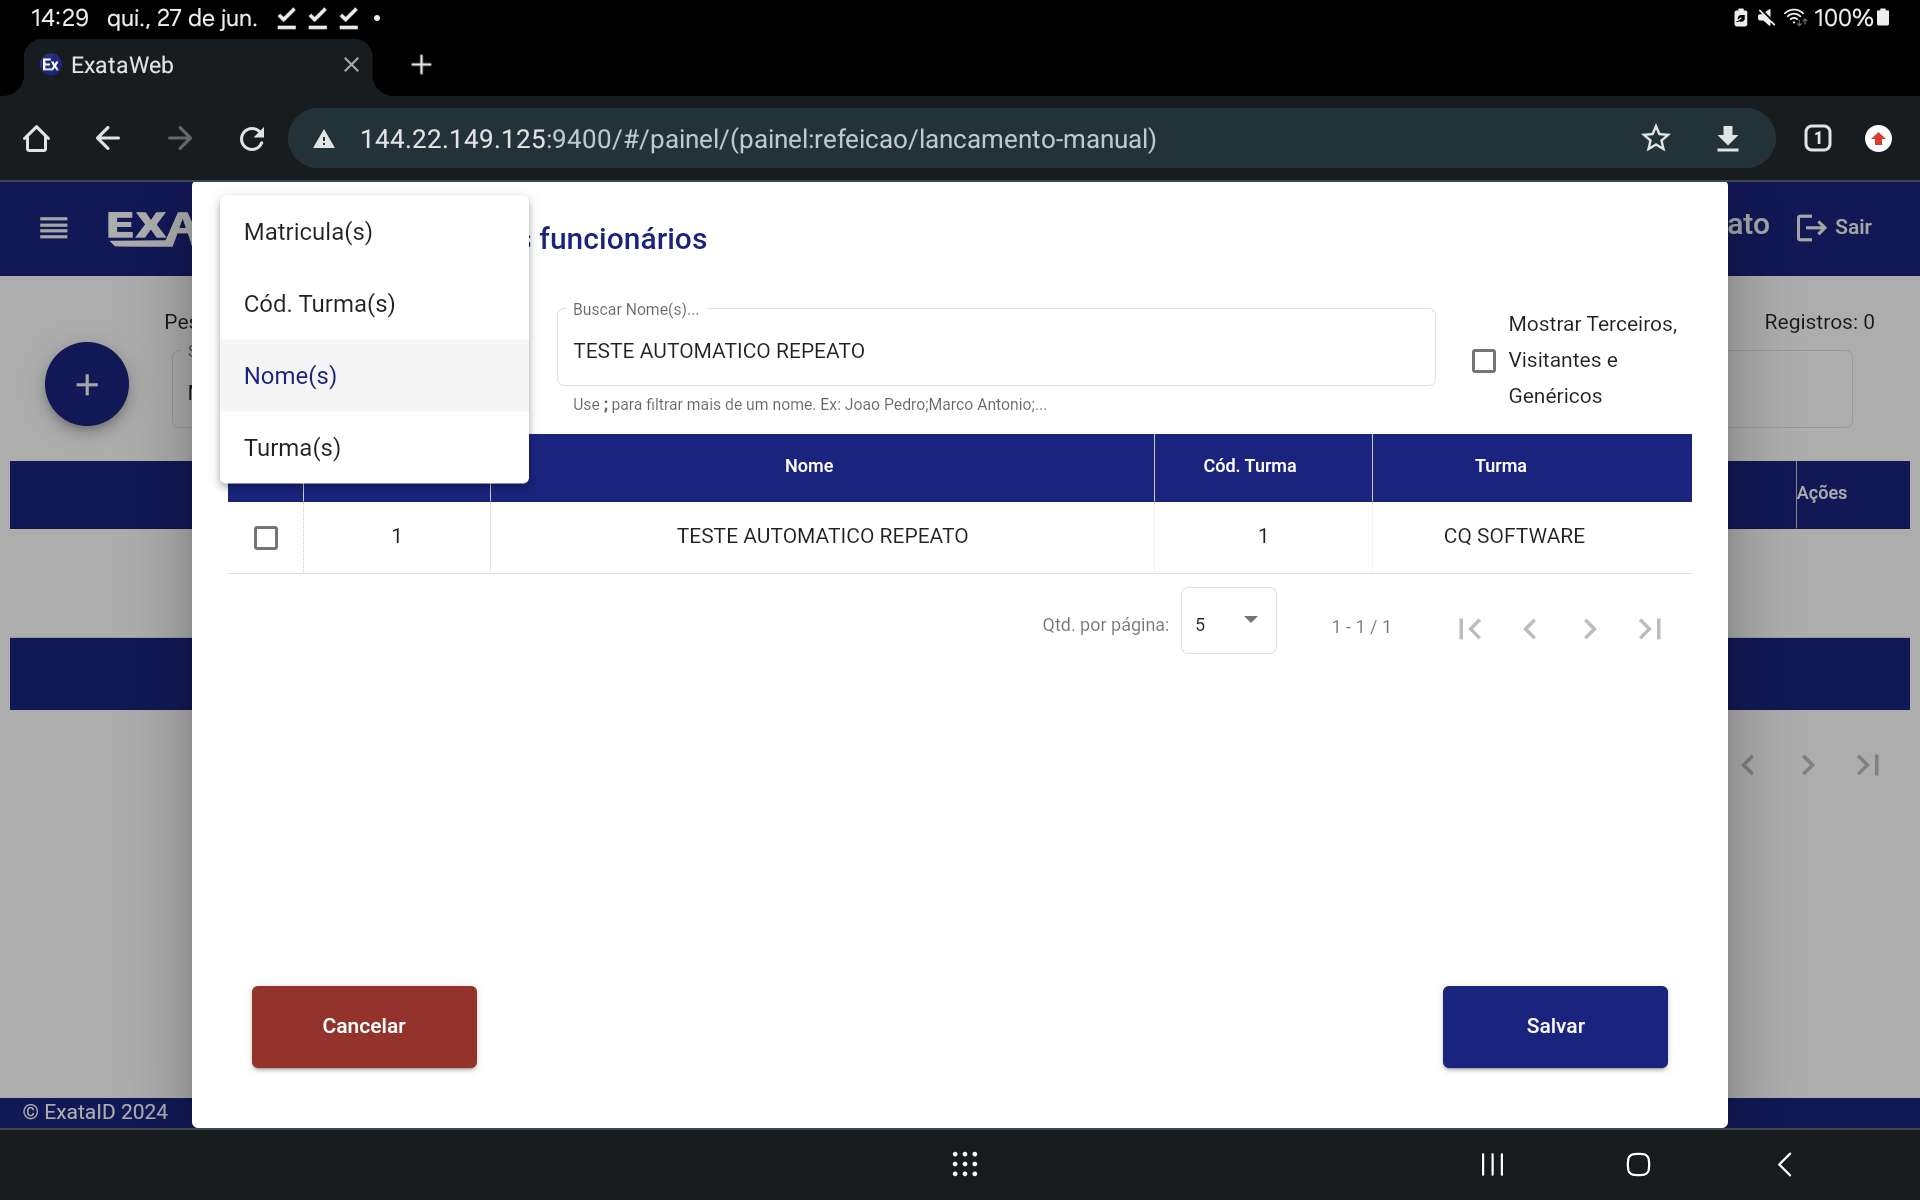 14:29 qui., 27 de jun. 100%
Ex ExataWeb
144.22.149.125:9400/#/painel/(painel:refeicao/lancamento-manual) 1
EXA
Matricula(s)
Cód. Turma(s)
Nome(s)
Turma(s)
funcionários
ato
Sair
Buscar Nome(s)...
TESTE AUTOMATICO REPEATO
Use ; para filtrar mais de um nome. Ex: Joao Pedro;Marco Antonio;...
Mostrar Terceiros,
Visitantes e
Genéricos
Registros: 0
Nome Cód. Turma Turma
Ações
1 TESTE AUTOMATICO REPEATO 1 CQ SOFTWARE
Qtd. por página: 5 1 - 1 / 1
Cancelar Salvar
© ExataID 2024